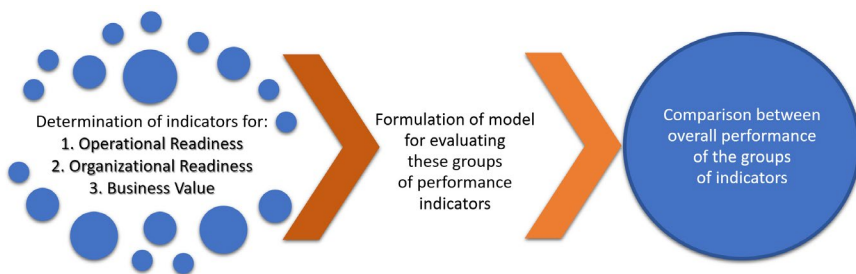 Determination of indicators for:
1. Operational Readiness
2. Organizational Readiness
3. Business Value
Formulation of model
for evaluating
these groups
of performance
indicators
Comparison between
overall performance
of the groups
of indicators